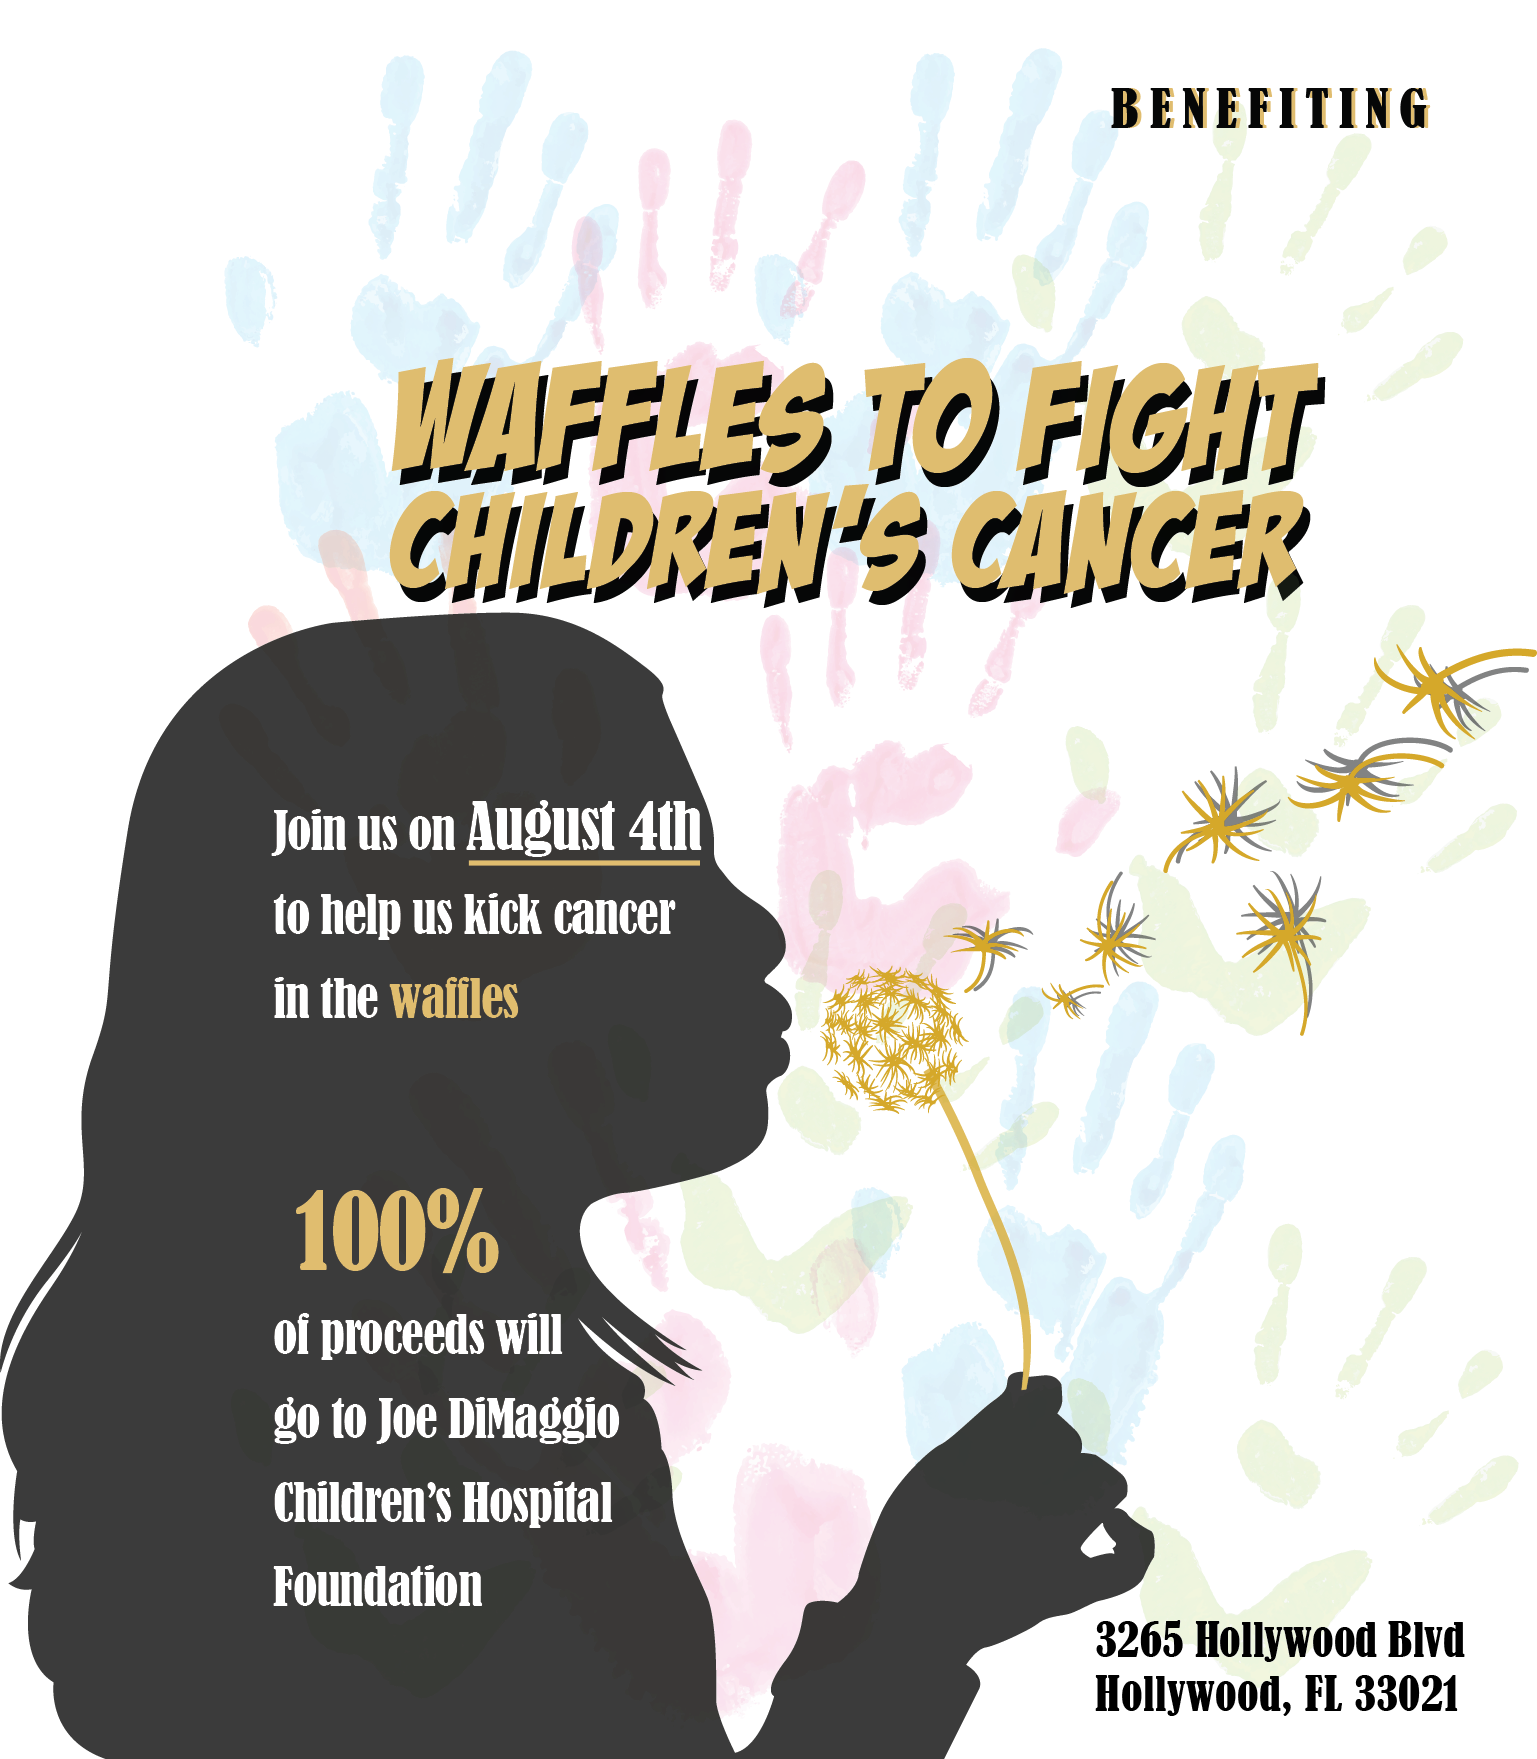 BENEFITING
WAFFLES TO FIGHT
CHILDREN'S CANCER
Join us on August 4th
to help us kick cancer
in the waffles
100%
of proceeds will
go to Joe DiMaggio
Children's Hospital
Foundation
3265 Hollywood Blvd
Hollywood, FL 33021